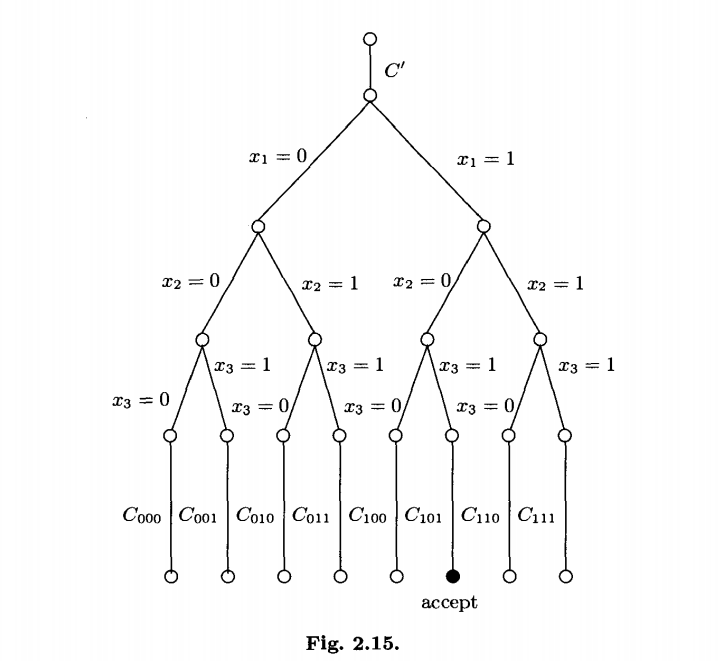 C′
x₁ = 0
x₁ = 1
x₂ = 0
x₂ = 1
x₂ = 0
x₂ = 1
x₃ = 1
x₃ = 1
x₃ = 1
x₃ = 1
x₃ = 0
x₃ = 0
x₃ = 0
x₃ = 0
C₀₀₀
C₀₀₁
C₀₁₀
C₀₁₁
C₁₀₀
C₁₀₁
C₁₁₀
C₁₁₁
accept
Fig. 2.15.